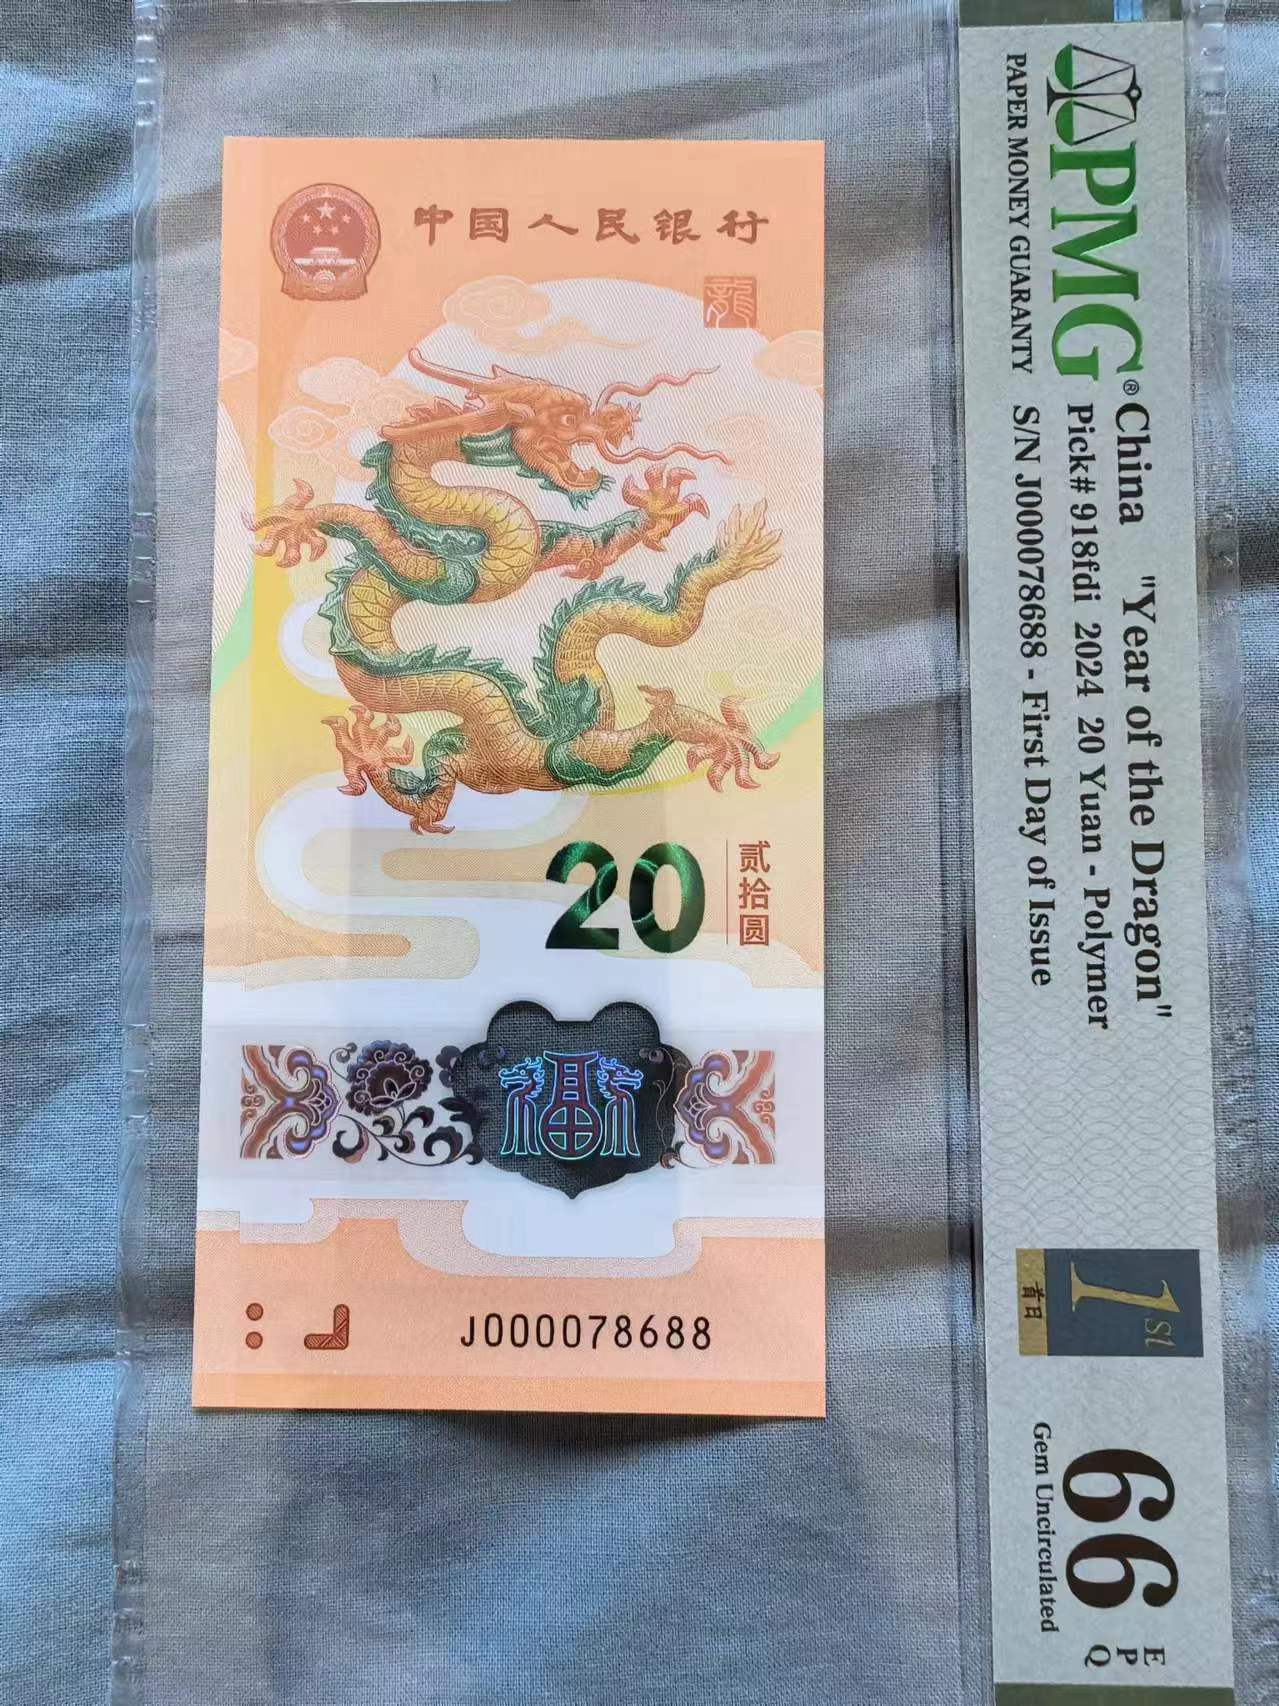 中国人民银行
龍
20
贰拾圆
福
J000078688
PMG®
PAPER MONEY GUARANTY
China "Year of the Dragon"
Pick# 918fdi 2024 20 Yuan - Polymer
S/N J000078688 - First Day of Issue
1st
首日
66 EPQ
Gem Uncirculated